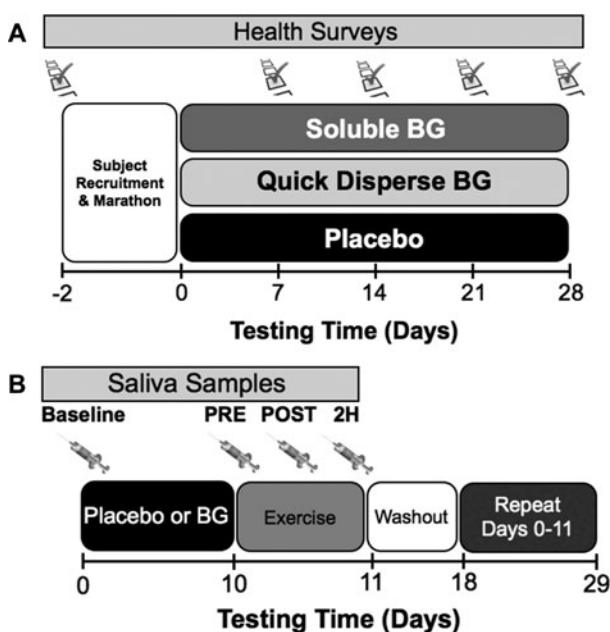 A
Health Surveys
Subject
Recruitment
& Marathon
Soluble BG
Quick Disperse BG
Placebo
-2 0 7 14 21 28
Testing Time (Days)
B
Saliva Samples
Baseline PRE POST 2H
Placebo or BG
Exercise
Washout
Repeat
Days 0-11
0 10 11 18 29
Testing Time (Days)